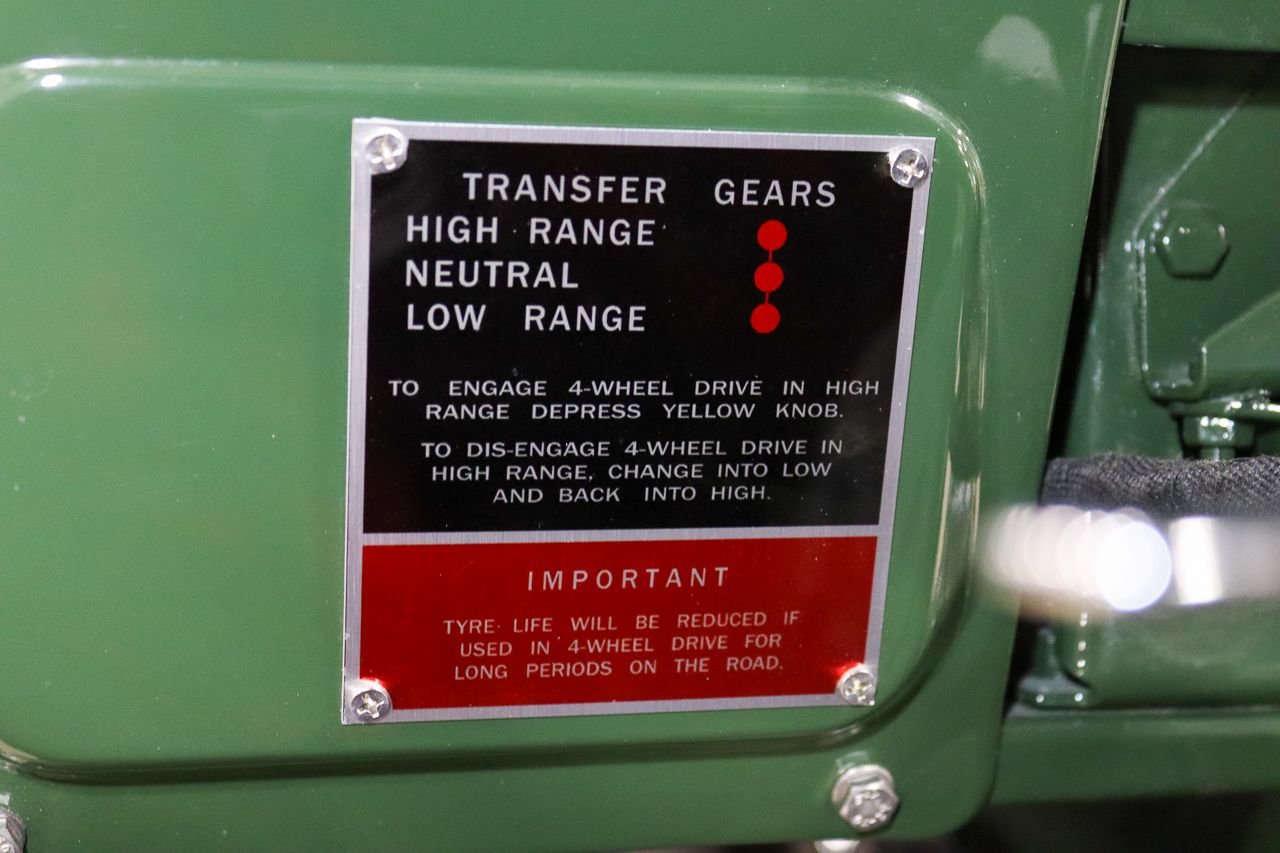 TRANSFER GEARS
HIGH RANGE
NEUTRAL
LOW RANGE
TO ENGAGE 4-WHEEL DRIVE IN HIGH
RANGE DEPRESS YELLOW KNOB.
TO DIS-ENGAGE 4-WHEEL DRIVE IN
HIGH RANGE, CHANGE INTO LOW
AND BACK INTO HIGH.
IMPORTANT
TYRE LIFE WILL BE REDUCED IF
USED IN 4-WHEEL DRIVE FOR
LONG PERIODS ON THE ROAD.